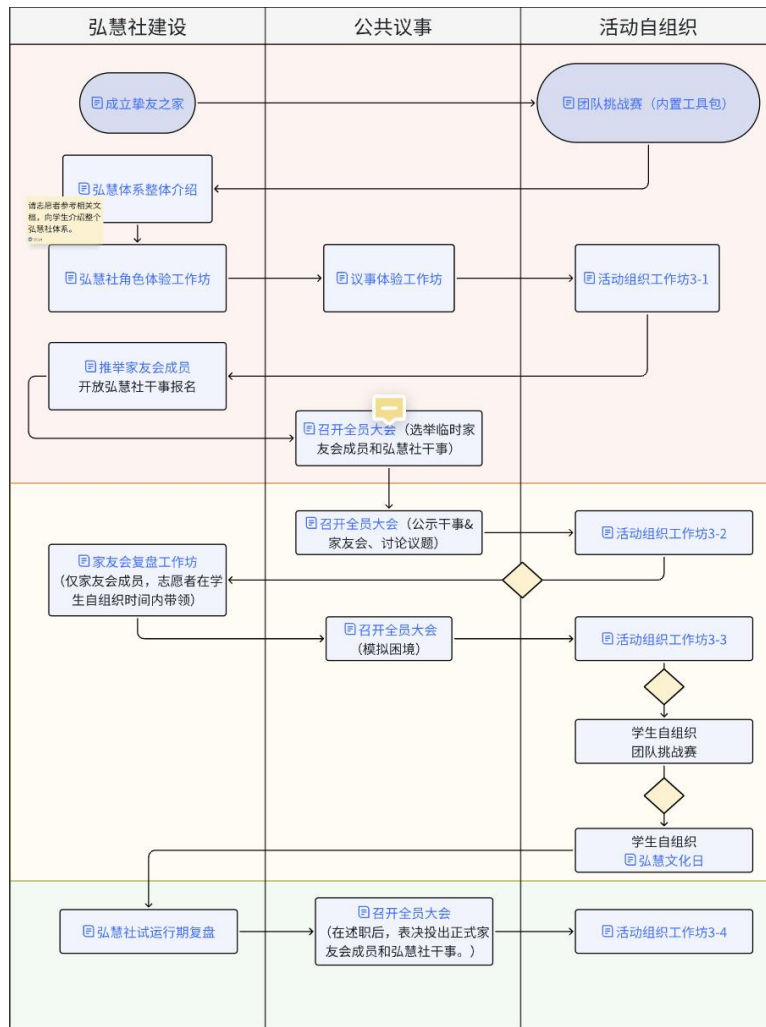 弘慧社建设
公共议事
活动自组织
成立挚友之家
团队挑战赛（内置工具包）
弘慧体系整体介绍
请志愿者参考相关文
档，向学生介绍整个
弘慧社体系。
弘慧社角色体验工作坊
议事体验工作坊
活动组织工作坊3-1
推举家友会成员
开放弘慧社干事报名
召开全员大会（选举临时家
友会成员和弘慧社干事）
召开全员大会（公示干事&
家友会、讨论议题）
活动组织工作坊3-2
家友会复盘工作坊
（仅家友会成员，志愿者在学
生自组织时间内带领）
召开全员大会
（模拟困境）
活动组织工作坊3-3
学生自组织
团队挑战赛
学生自组织
弘慧文化日
弘慧社试运行期复盘
召开全员大会
（在述职后，表决投出正式家
友会成员和弘慧社干事。）
活动组织工作坊3-4